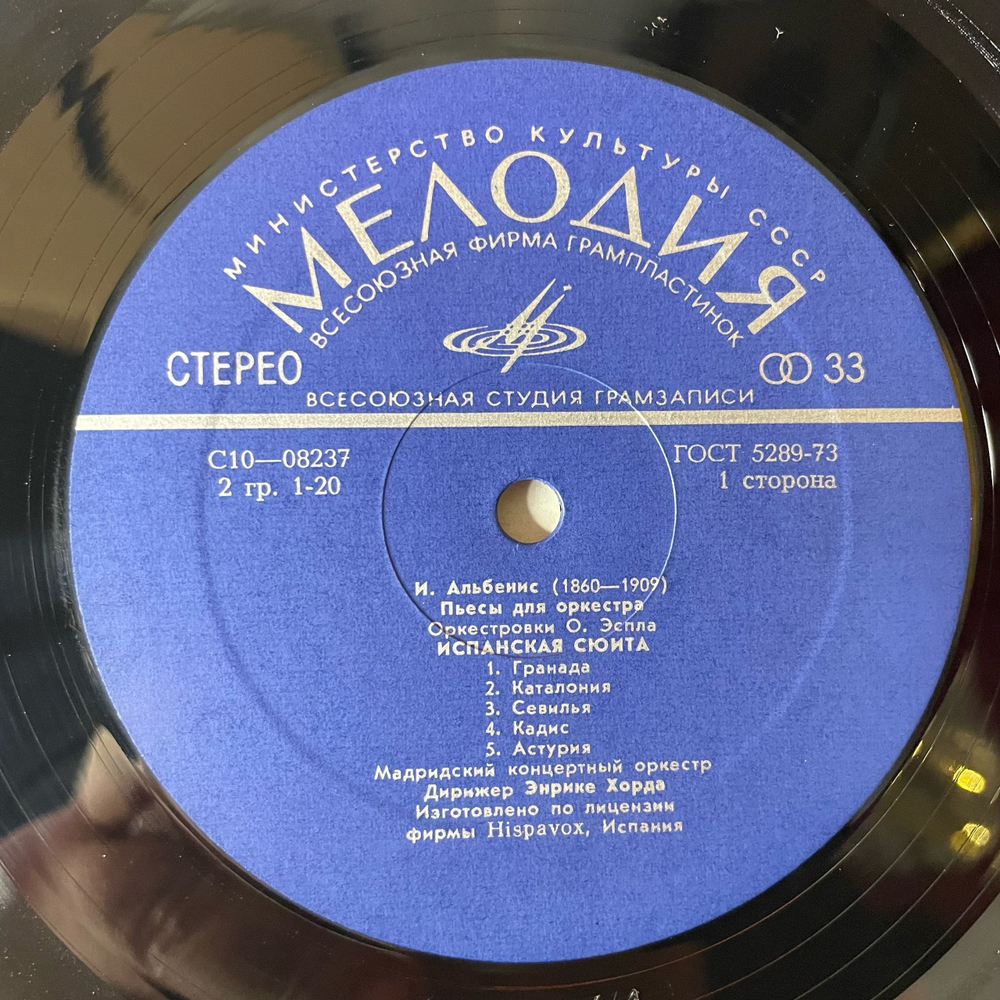 МИНИСТЕРСТВО КУЛЬТУРЫ СССР
МЕЛОДИЯ
ВСЕСОЮЗНАЯ ФИРМА ГРАМПЛАСТИНОК
СТЕРЕО
33
ВСЕСОЮЗНАЯ СТУДИЯ ГРАМЗАПИСИ
С10—08237
ГОСТ 5289-73
2 гр. 1-20
1 сторона
И. Альбенис (1860—1909)
Пьесы для оркестра
Оркестровки О. Эспла
ИСПАНСКАЯ СЮИТА
1. Гранада
2. Каталония
3. Севилья
4. Кадис
5. Астурия
Мадридский концертный оркестр
Дирижер Энрике Хорда
Изготовлено по лицензии
фирмы Hispavox, Испания